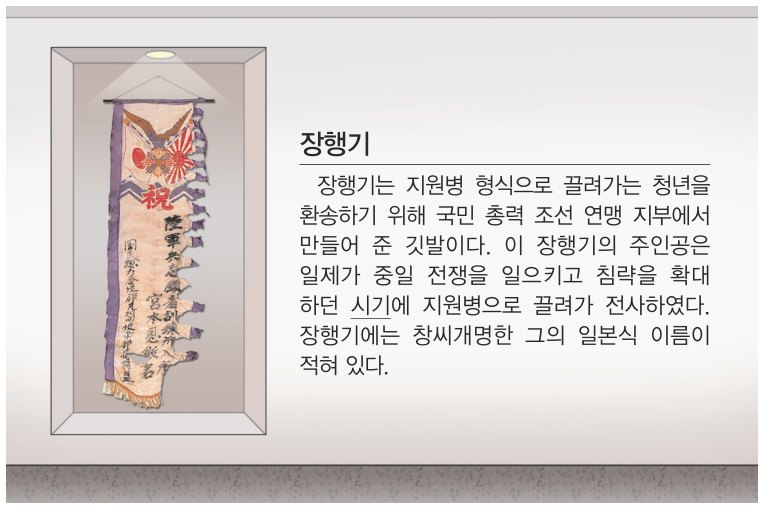 장행기
장행기는 지원병 형식으로 끌려가는 청년을
환송하기 위해 국민 총력 조선 연맹 지부에서
만들어 준 깃발이다. 이 장행기의 주인공은
일제가 중일 전쟁을 일으키고 침략을 확대
하던 시기에 지원병으로 끌려가 전사하였다.
장행기에는 창씨개명한 그의 일본식 이름이
적혀 있다.
祝
陸軍兵志願者訓練所入所
宮本